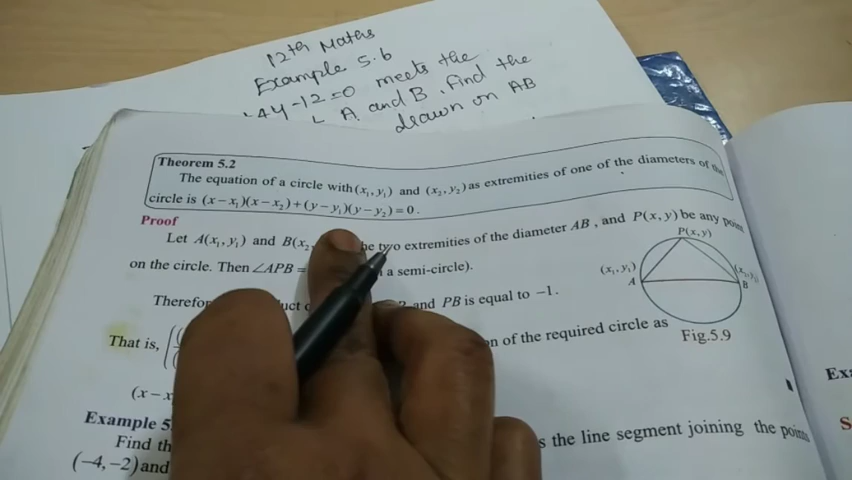 12th Maths
Example 5.6
4y-12=0 meets the
A and B. Find the
drawn on AB
Theorem 5.2
The equation of a circle with (x₁, y₁) and (x₂, y₂) as extremities of one of the diameters of the
circle is (x − x₁)(x − x₂) + (y − y₁)(y − y₂) = 0.
Proof
Let A(x₁, y₁) and B(x₂, two extremities of the diameter AB, and P(x, y) be any point
on the circle. Then ∠APB = a semi-circle).
and PB is equal to −1.
That is,
of the required circle as
(x − x
P(x, y)
(x₁, y₁)
A
B
Fig.5.9
Example 5
Find
the line segment joining the points
(−4, −2) and